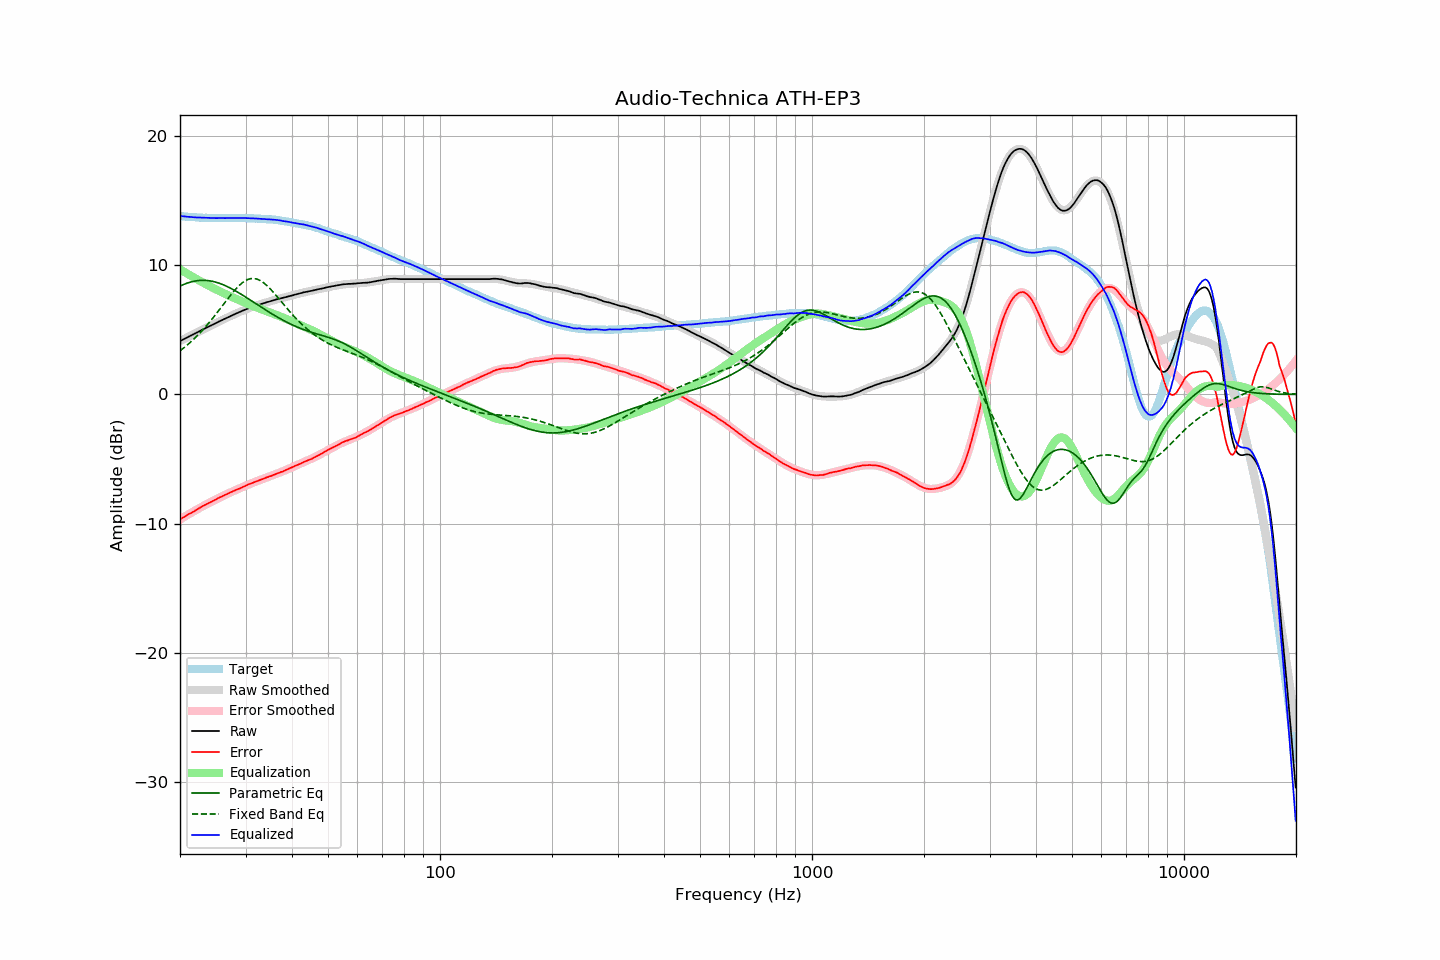 Audio-Technica ATH-EP3
20
10
0
−10
−20
−30
Amplitude (dBr)
Target
Raw Smoothed
Error Smoothed
Raw
Error
Equalization
Parametric Eq
Fixed Band Eq
Equalized
100
1000
10000
Frequency (Hz)